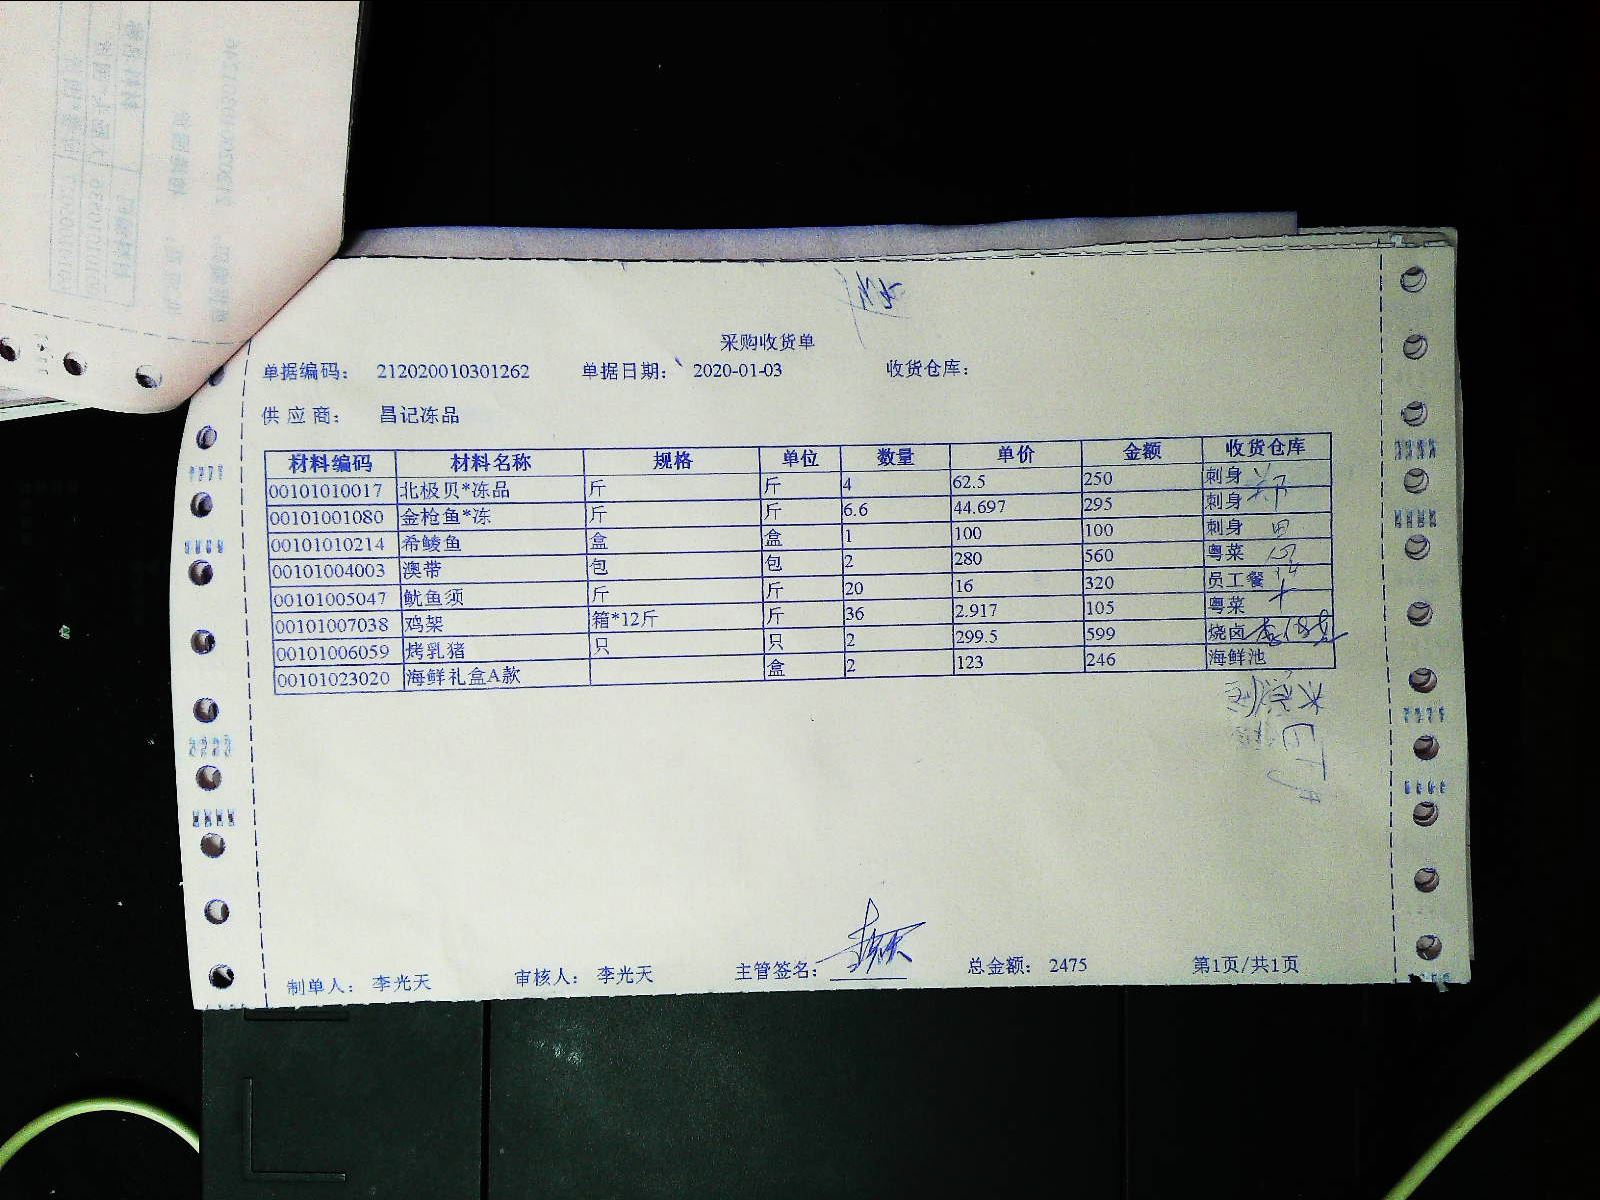 采购收货单
单据编码： 212020010301262 单据日期： 2020-01-03 收货仓库：
供应商： 昌记冻品
材料编码 材料名称 规格 单位 数量 单价 金额 收货仓库
00101010017 北极贝*冻品 斤 斤 4 62.5 250 刺身
00101001080 金枪鱼*冻 斤 斤 6.6 44.697 295 刺身
00101010214 希鲮鱼 盒 盒 1 100 100 刺身
00101004003 澳带 包 包 2 280 560 粤菜
00101005047 鱿鱼须 斤 斤 20 16 320 员工餐
00101007038 鸡架 箱*12斤 斤 36 2.917 105 粤菜
00101006059 烤乳猪 只 只 2 299.5 599 烧卤
00101023020 海鲜礼盒A款 盒 2 123 246 海鲜池
制单人： 李光天 审核人： 李光天 主管签名： 总金额： 2475 第1页/共1页